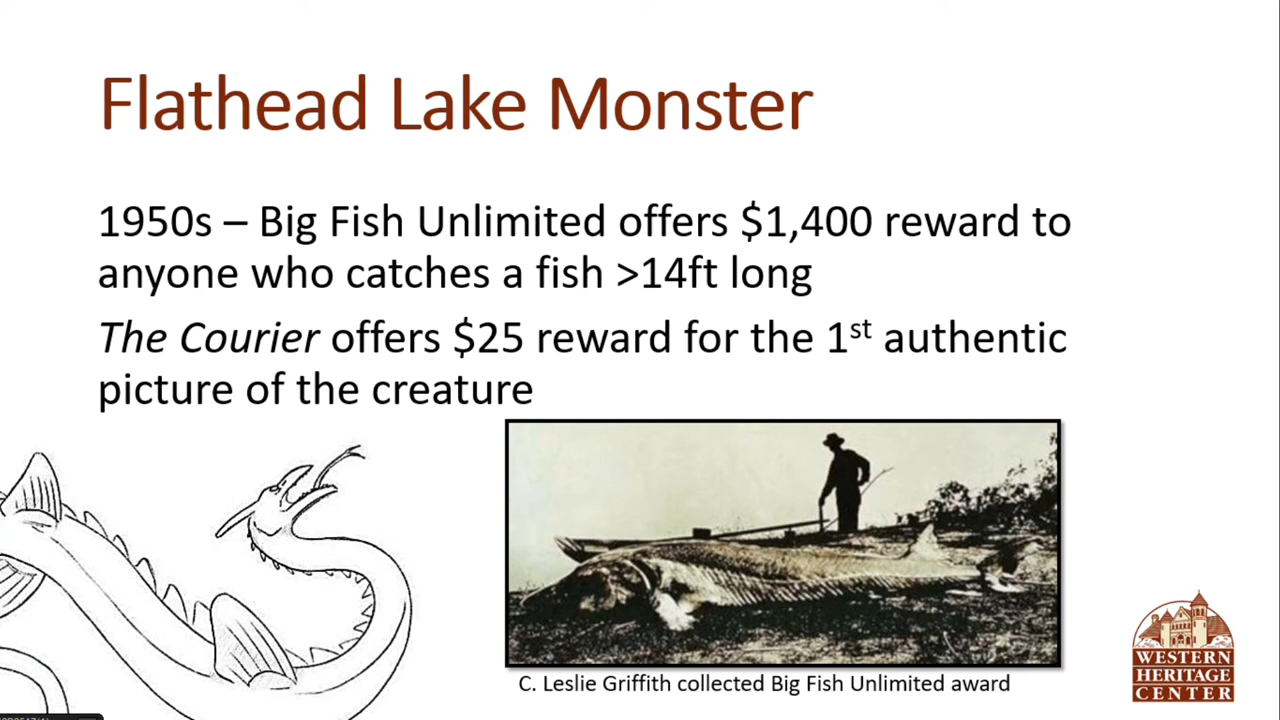 Flathead Lake Monster
1950s – Big Fish Unlimited offers $1,400 reward to
anyone who catches a fish >14ft long
The Courier offers $25 reward for the 1st authentic
picture of the creature
C. Leslie Griffith collected Big Fish Unlimited award
WESTERN
HERITAGE
CENTER